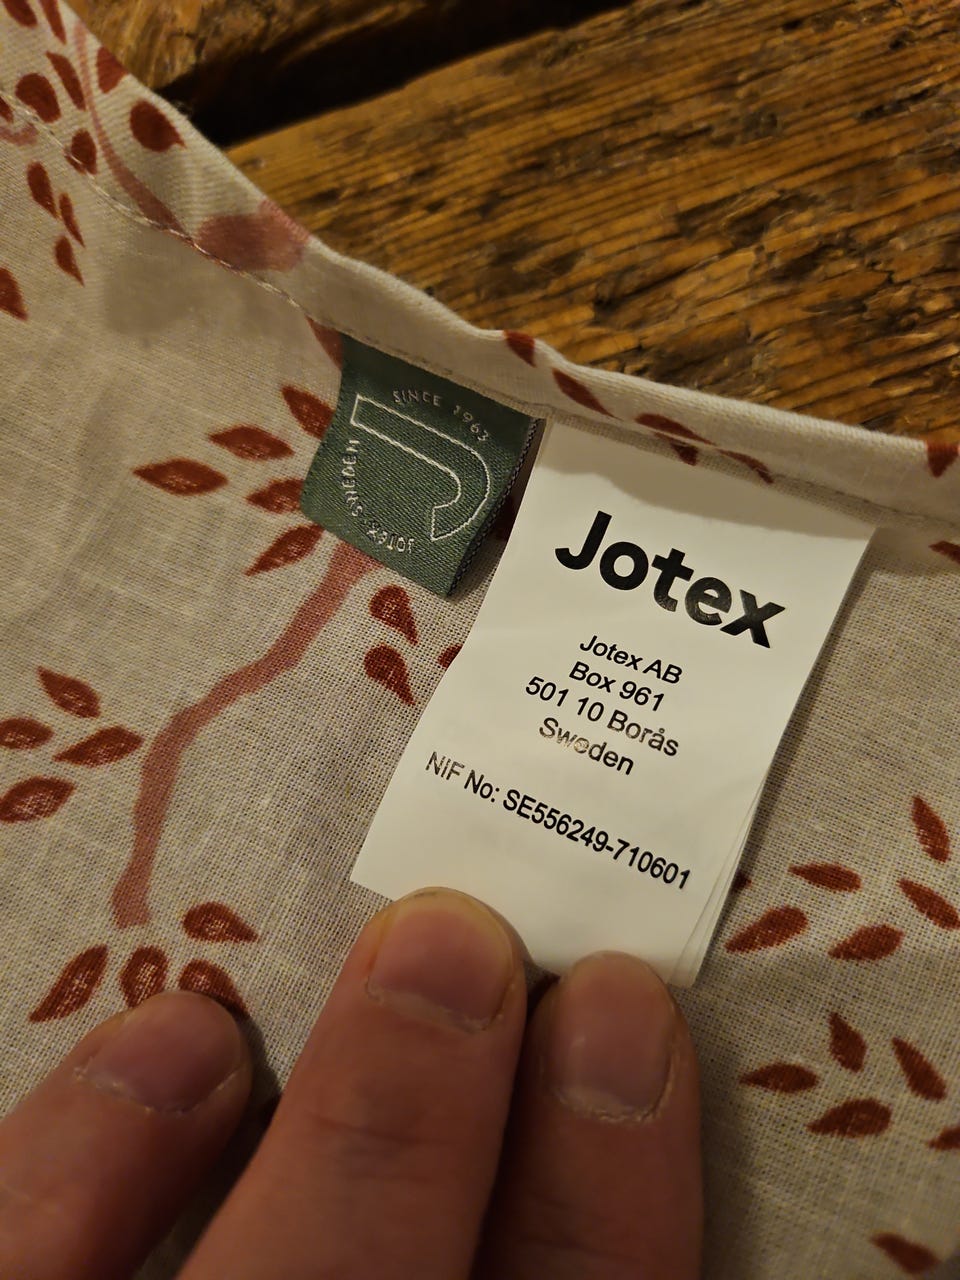 SINCE 1963
JOTEX SWEDEN
Jotex
Jotex AB
Box 961
501 10 Borås
Sweden
NIF No: SE556249-710601